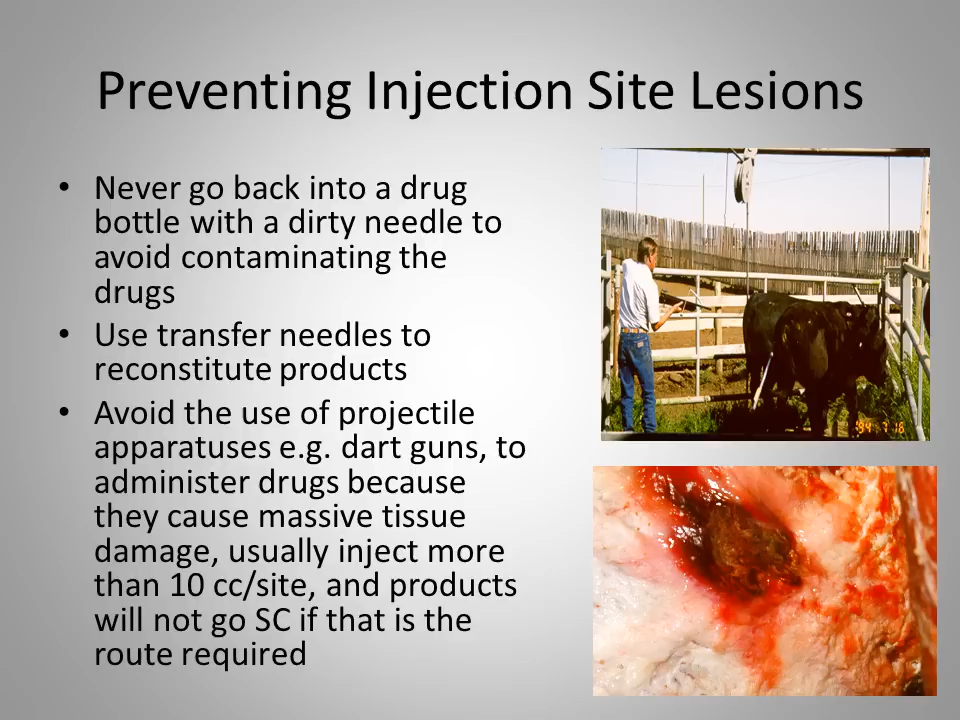 Preventing Injection Site Lesions
• Never go back into a drug
bottle with a dirty needle to
avoid contaminating the
drugs
• Use transfer needles to
reconstitute products
• Avoid the use of projectile
apparatuses e.g. dart guns, to
administer drugs because
they cause massive tissue
damage, usually inject more
than 10 cc/site, and products
will not go SC if that is the
route required